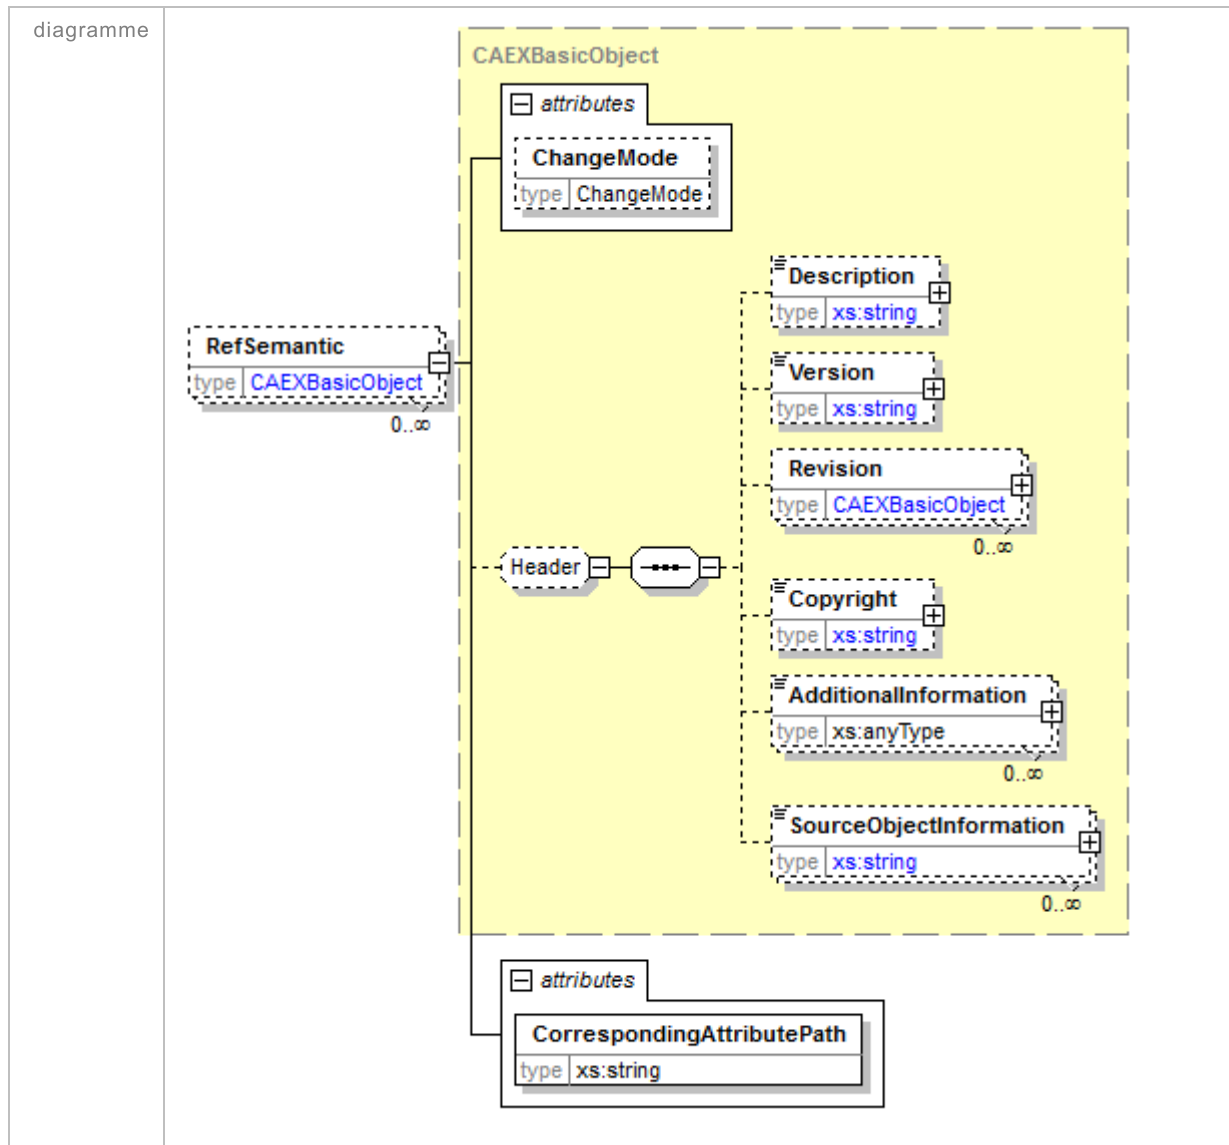 diagramme
CAEXBasicObject
attributes
ChangeMode
type ChangeMode
RefSemantic
type CAEXBasicObject
0..∞
Header
Description
type xs:string
Version
type xs:string
Revision
type CAEXBasicObject
0..∞
Copyright
type xs:string
AdditionalInformation
type xs:anyType
0..∞
SourceObjectInformation
type xs:string
0..∞
attributes
CorrespondingAttributePath
type xs:string